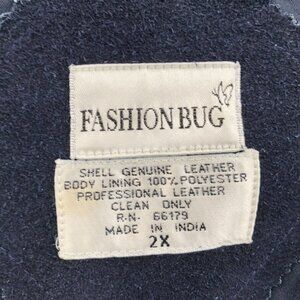 FASHION BUG
SHELL GENUINE LEATHER
BODY LINING 100% POLYESTER
PROFESSIONAL LEATHER
CLEAN ONLY
R.N. 66179
MADE IN INDIA
2X